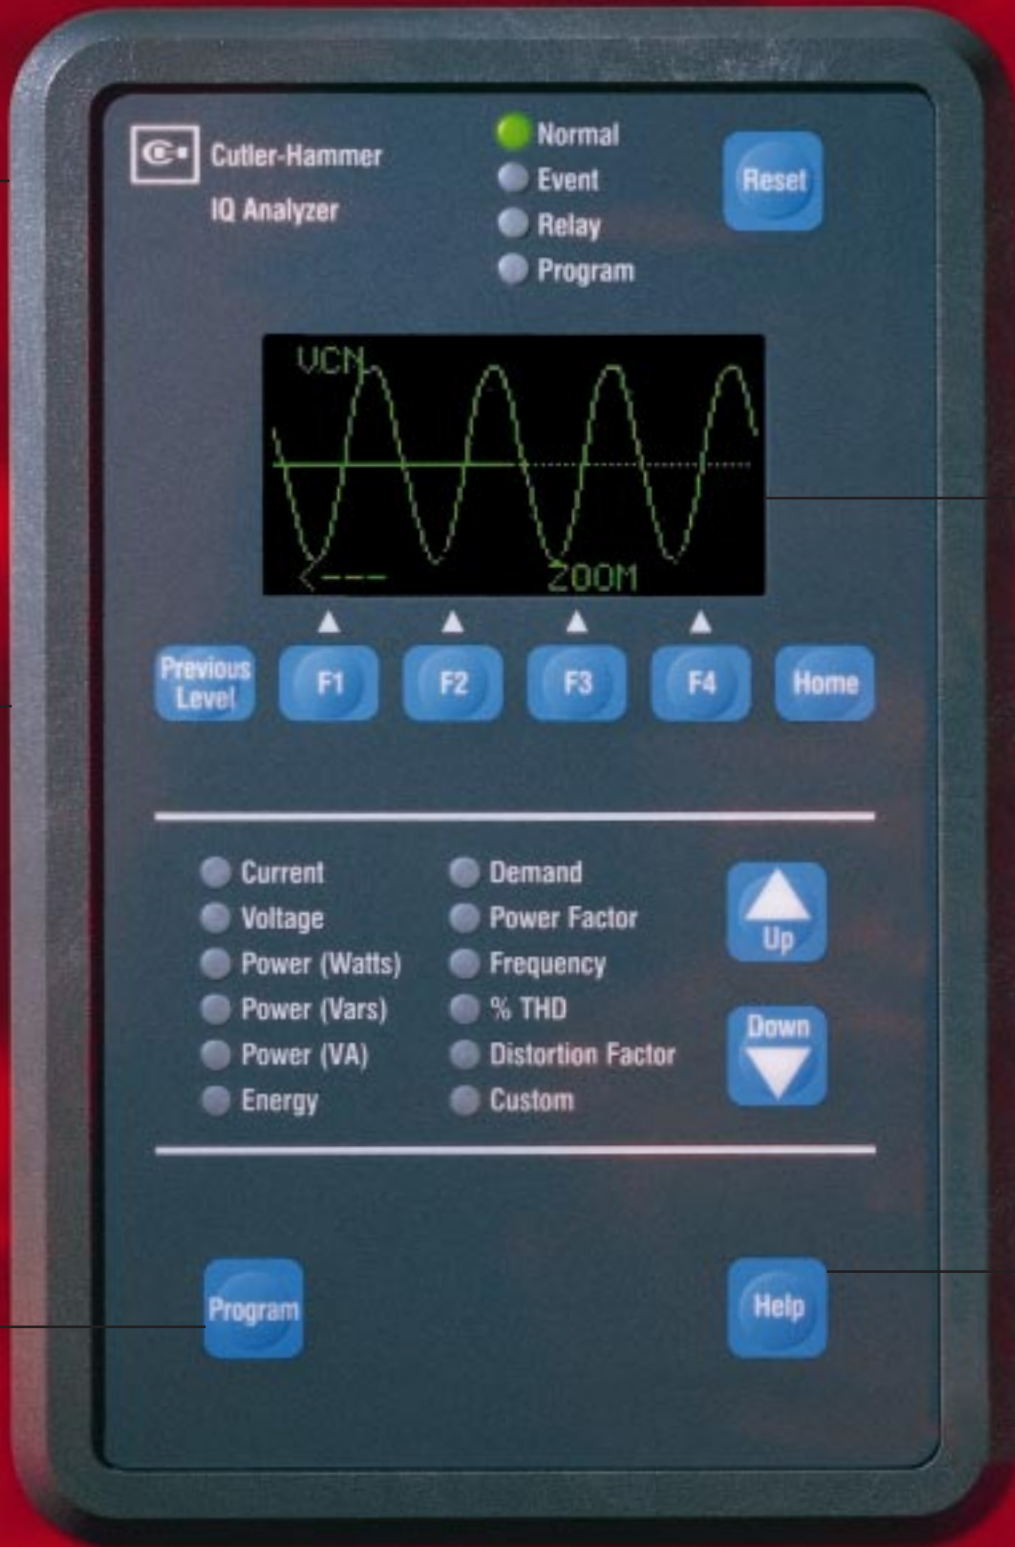 Cutler-Hammer
IQ Analyzer
Normal
Event
Relay
Program
Reset
VCN
<--- ZOOM
Previous
Level
F1
F2
F3
F4
Home
Current
Voltage
Power (Watts)
Power (Vars)
Power (VA)
Energy
Demand
Power Factor
Frequency
% THD
Distortion Factor
Custom
Up
Down
Program
Help